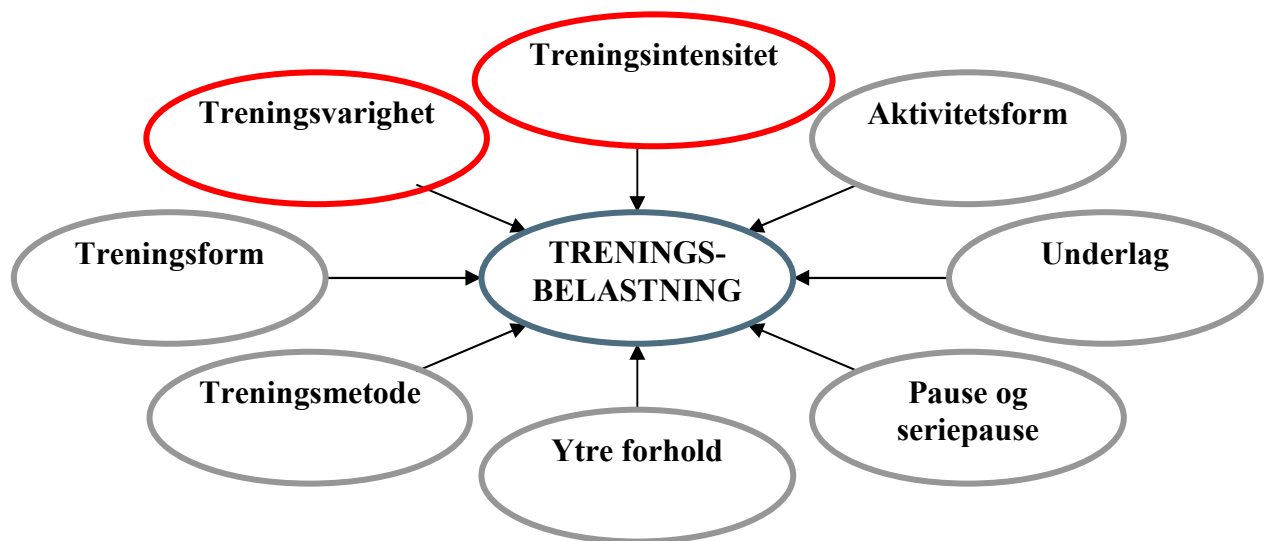 Treningsintensitet
Treningsvarighet
Aktivitetsform
Treningsform
TRENINGS-
BELASTNING
Underlag
Treningsmetode
Pause og
seriepause
Ytre forhold